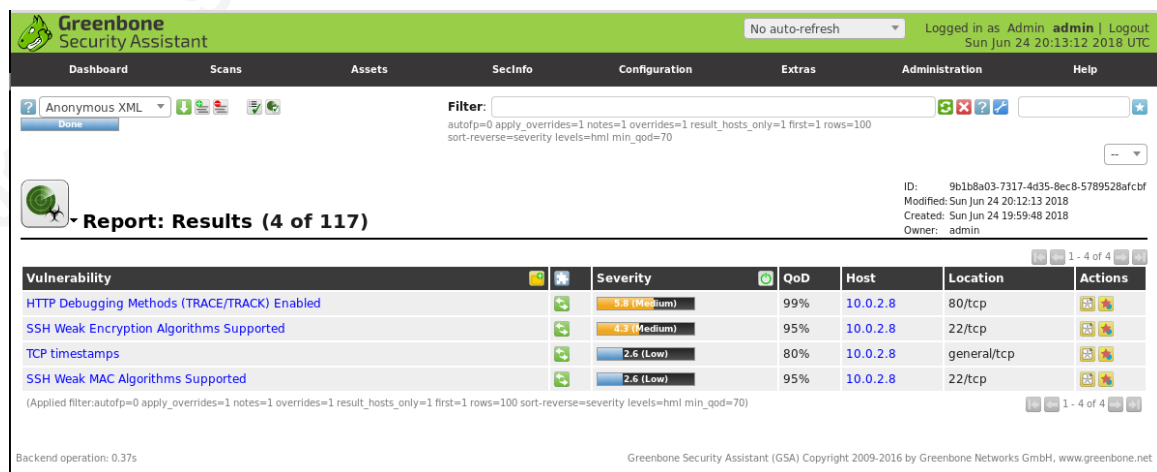 Greenbone
Security Assistant
No auto-refresh
Logged in as Admin admin | Logout
Sun Jun 24 20:13:12 2018 UTC
Dashboard Scans Assets SecInfo Configuration Extras Administration Help
Anonymous XML
Done
Filter:
autofp=0 apply_overrides=1 notes=1 overrides=1 result_hosts_only=1 first=1 rows=100
sort-reverse=severity levels=hml min_qod=70
--
ID: 9b1b8a03-7317-4d35-8ec8-5789528afcbf
Modified: Sun Jun 24 20:12:13 2018
Created: Sun Jun 24 19:59:48 2018
Owner: admin
Report: Results (4 of 117)
1 - 4 of 4
Vulnerability Severity QoD Host Location Actions
HTTP Debugging Methods (TRACE/TRACK) Enabled 5.8 (Medium) 99% 10.0.2.8 80/tcp
SSH Weak Encryption Algorithms Supported 4.3 (Medium) 95% 10.0.2.8 22/tcp
TCP timestamps 2.6 (Low) 80% 10.0.2.8 general/tcp
SSH Weak MAC Algorithms Supported 2.6 (Low) 95% 10.0.2.8 22/tcp
(Applied filter:autofp=0 apply_overrides=1 notes=1 overrides=1 result_hosts_only=1 first=1 rows=100 sort-reverse=severity levels=hml min_qod=70)
1 - 4 of 4
Backend operation: 0.37s
Greenbone Security Assistant (GSA) Copyright 2009-2016 by Greenbone Networks GmbH, www.greenbone.net